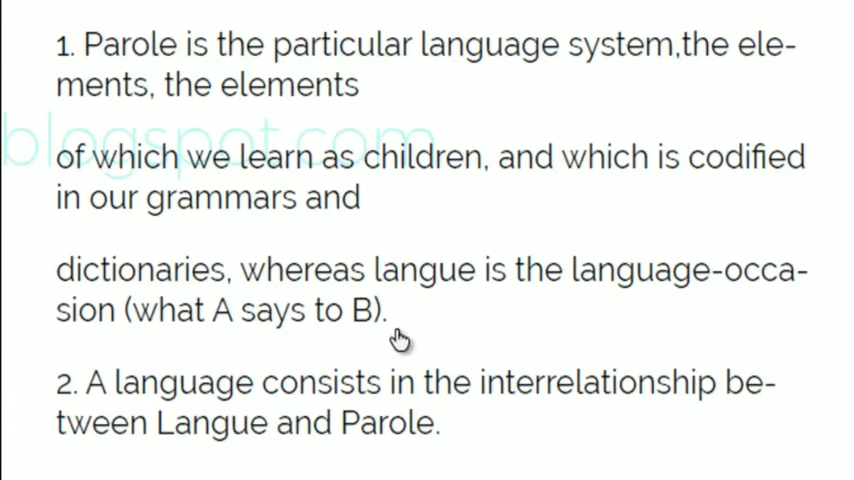 1. Parole is the particular language system,the ele-
ments, the elements
blogspot.com
of which we learn as children, and which is codified
in our grammars and
dictionaries, whereas langue is the language-occa-
sion (what A says to B).
2. A language consists in the interrelationship be-
tween Langue and Parole.